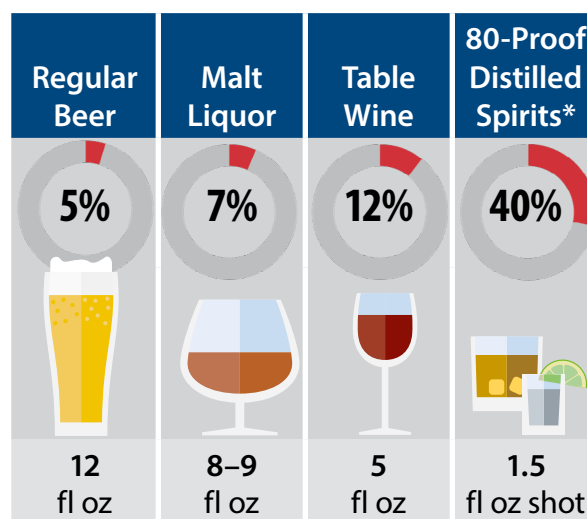 Regular
Beer
Malt
Liquor
Table
Wine
80-Proof
Distilled
Spirits*
5%
7%
12%
40%
12
fl oz
8–9
fl oz
5
fl oz
1.5
fl oz shot